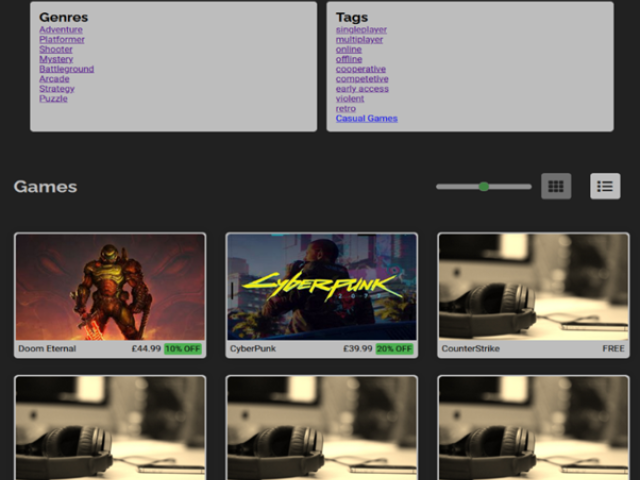 Genres
Adventure
Platformer
Shooter
Mystery
Battleground
Arcade
Strategy
Puzzle
Tags
singleplayer
multiplayer
online
offline
cooperative
competetive
early access
violent
retro
Casual Games
Games
CYBERPUNK
Doom Eternal £44.99 10% OFF
CyberPunk £39.99 20% OFF
CounterStrike FREE